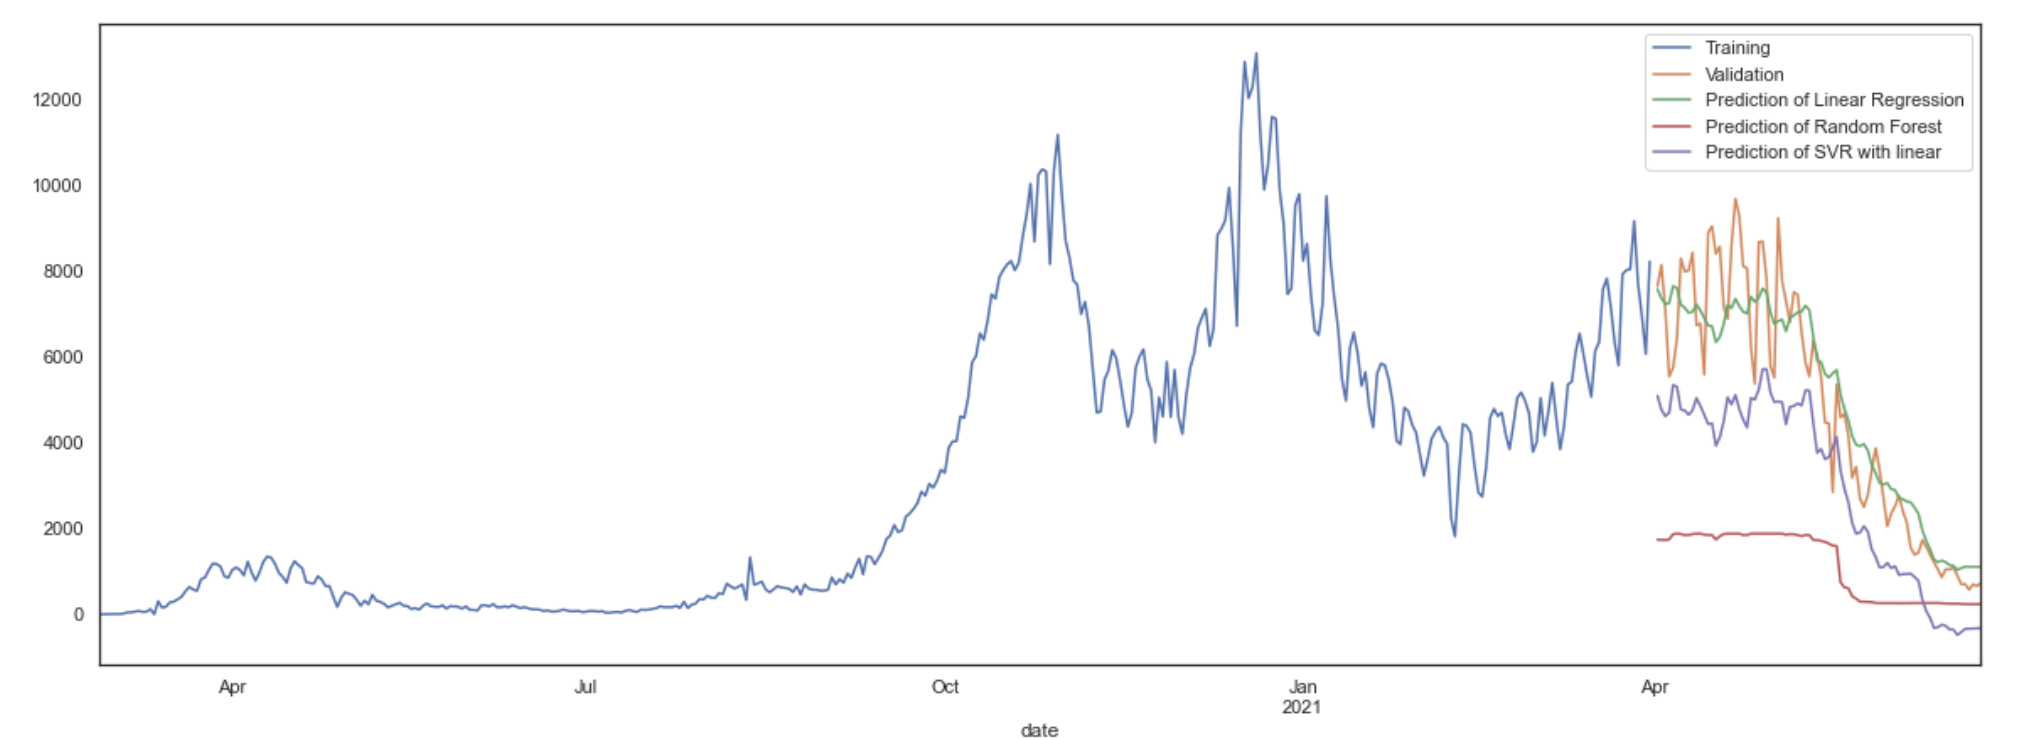 Training
Validation
Prediction of Linear Regression
Prediction of Random Forest
Prediction of SVR with linear
12000
10000
8000
6000
4000
2000
0
Apr Jul Oct Jan Apr
2021
date